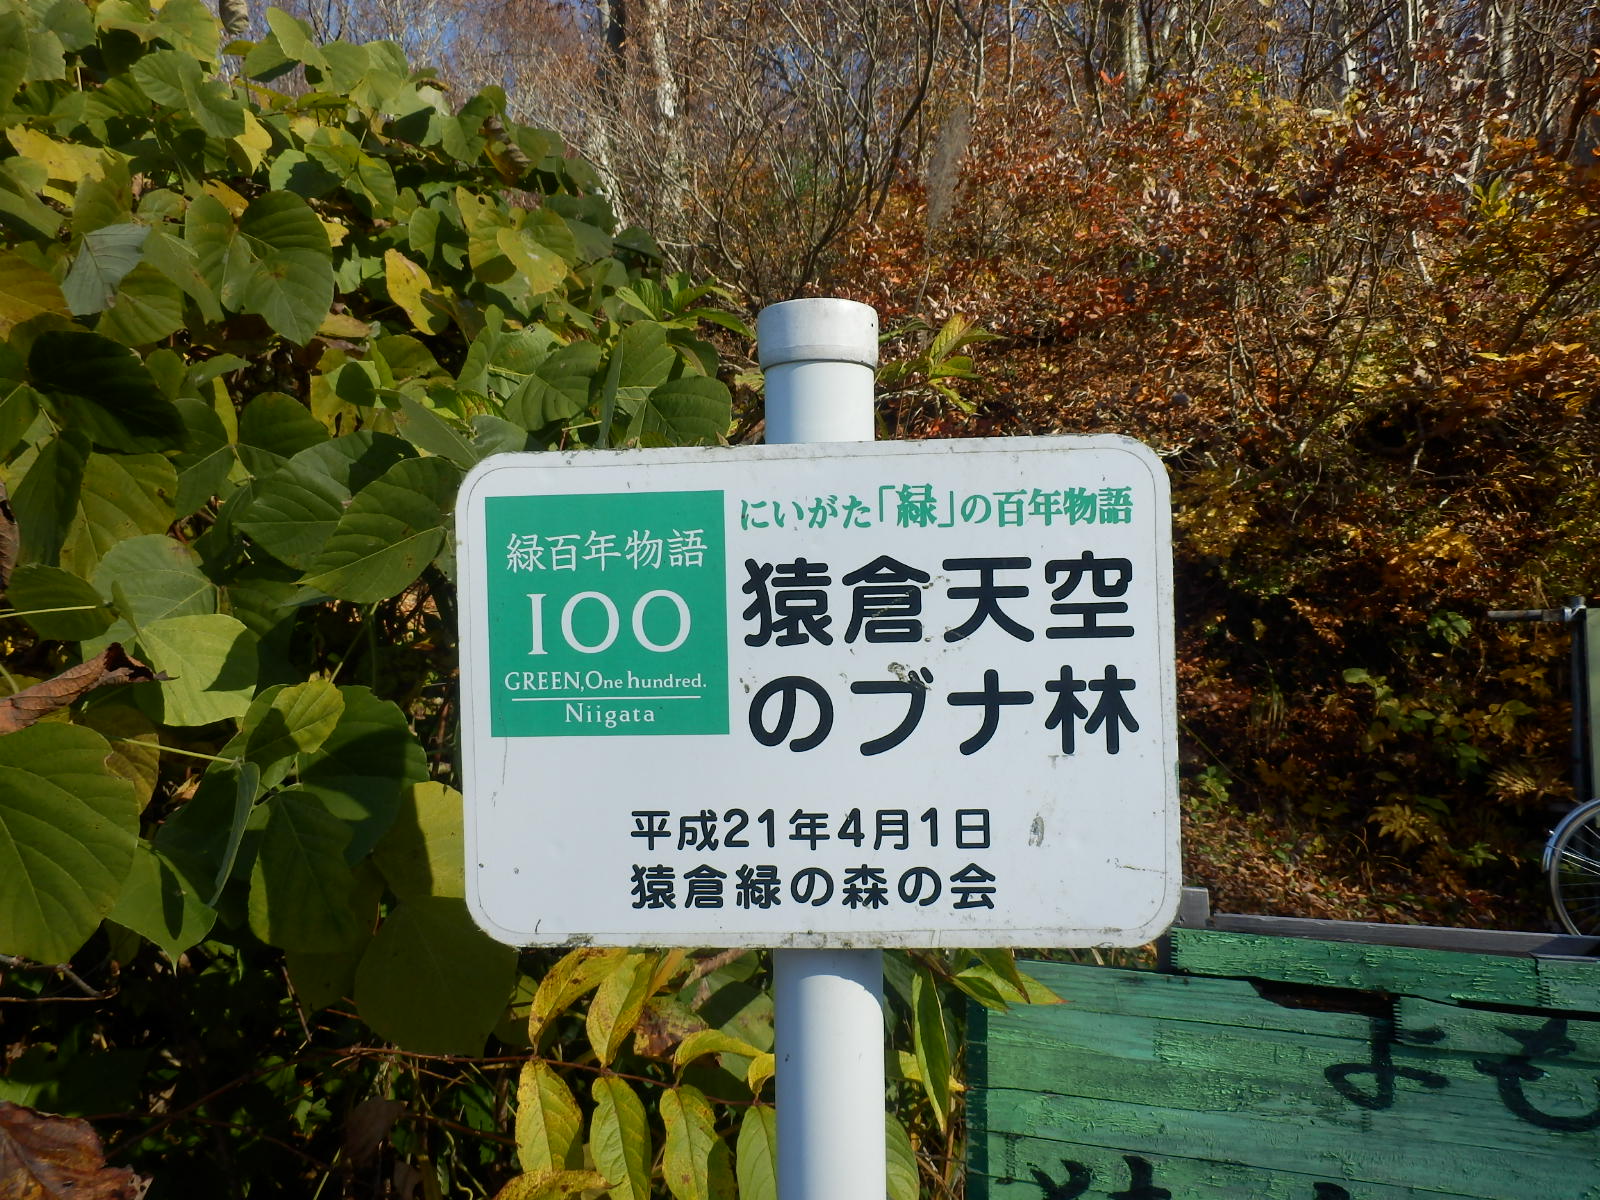 緑百年物語
100
GREEN, One hundred.
Niigata
にいがた「緑」の百年物語
猿倉天空
のブナ林
平成21年4月1日
猿倉緑の森の会